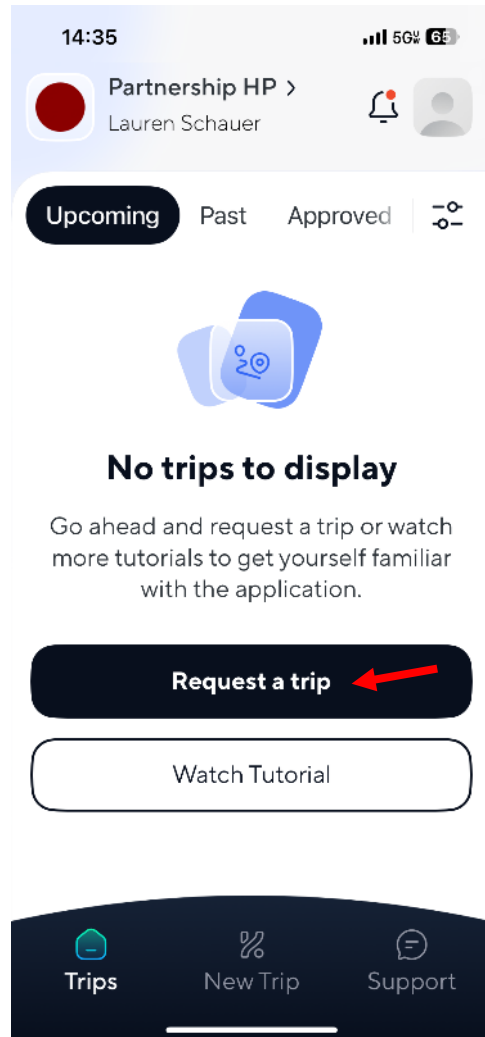 14:35 5GW 65
Partnership HP >
Lauren Schauer
Upcoming Past Approved
No trips to display
Go ahead and request a trip or watch
more tutorials to get yourself familiar
with the application.
Request a trip
Watch Tutorial
Trips New Trip Support